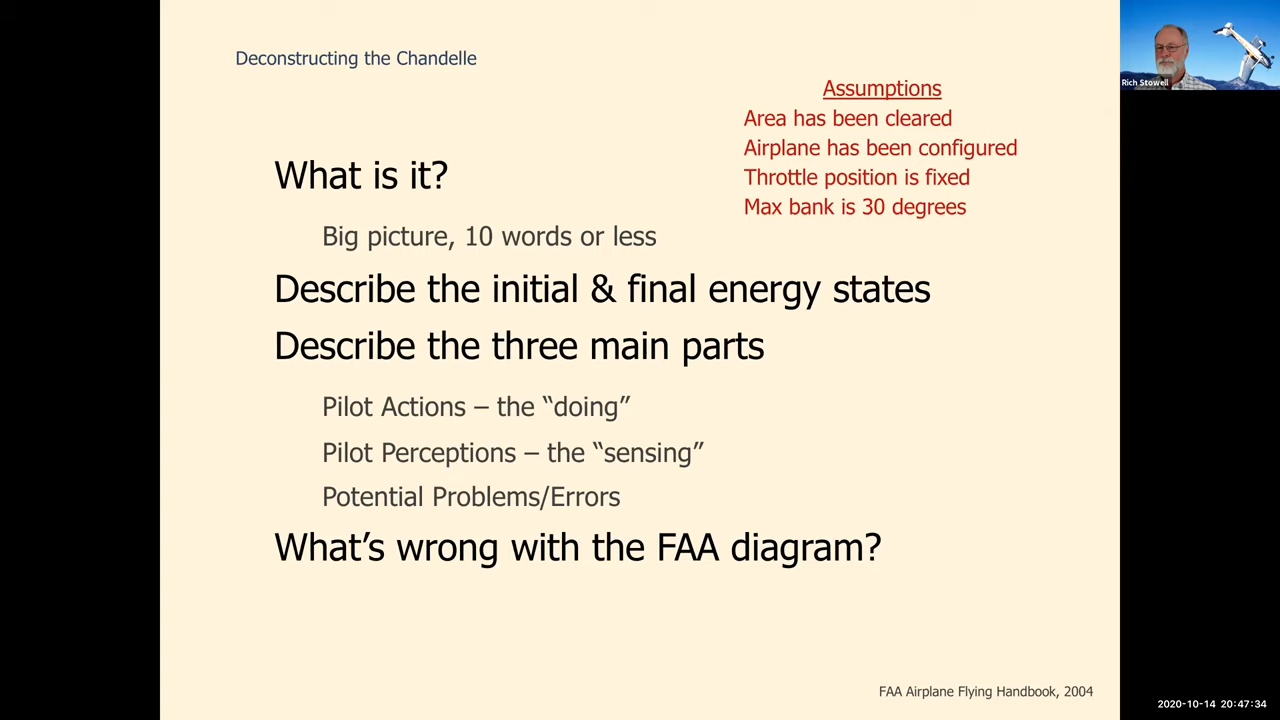 Deconstructing the Chandelle
Assumptions
Area has been cleared
Airplane has been configured
Throttle position is fixed
Max bank is 30 degrees
What is it?
Big picture, 10 words or less
Describe the initial & final energy states
Describe the three main parts
Pilot Actions – the “doing”
Pilot Perceptions – the “sensing”
Potential Problems/Errors
What’s wrong with the FAA diagram?
FAA Airplane Flying Handbook, 2004
Rich Stowell
2020-10-14 20:47:34